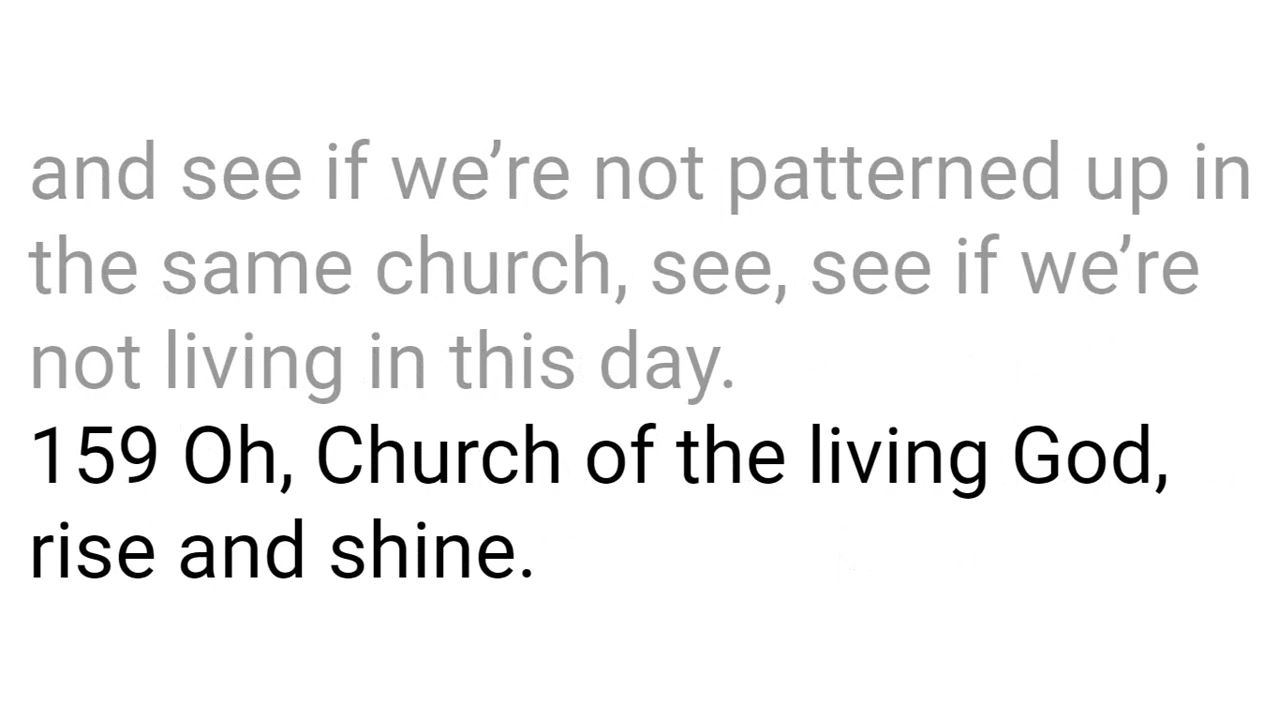 and see if we’re not patterned up in
the same church, see, see if we’re
not living in this day.
159 Oh, Church of the living God,
rise and shine.